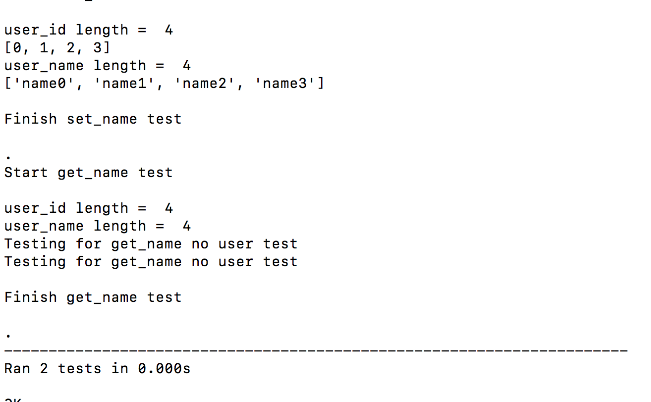 user_id length =  4
[0, 1, 2, 3]
user_name length =  4
['name0', 'name1', 'name2', 'name3']
Finish set_name test
.
Start get_name test
user_id length =  4
user_name length =  4
Testing for get_name no user test
Testing for get_name no user test
Finish get_name test
.
----------------------------------------------------------------------
Ran 2 tests in 0.000s